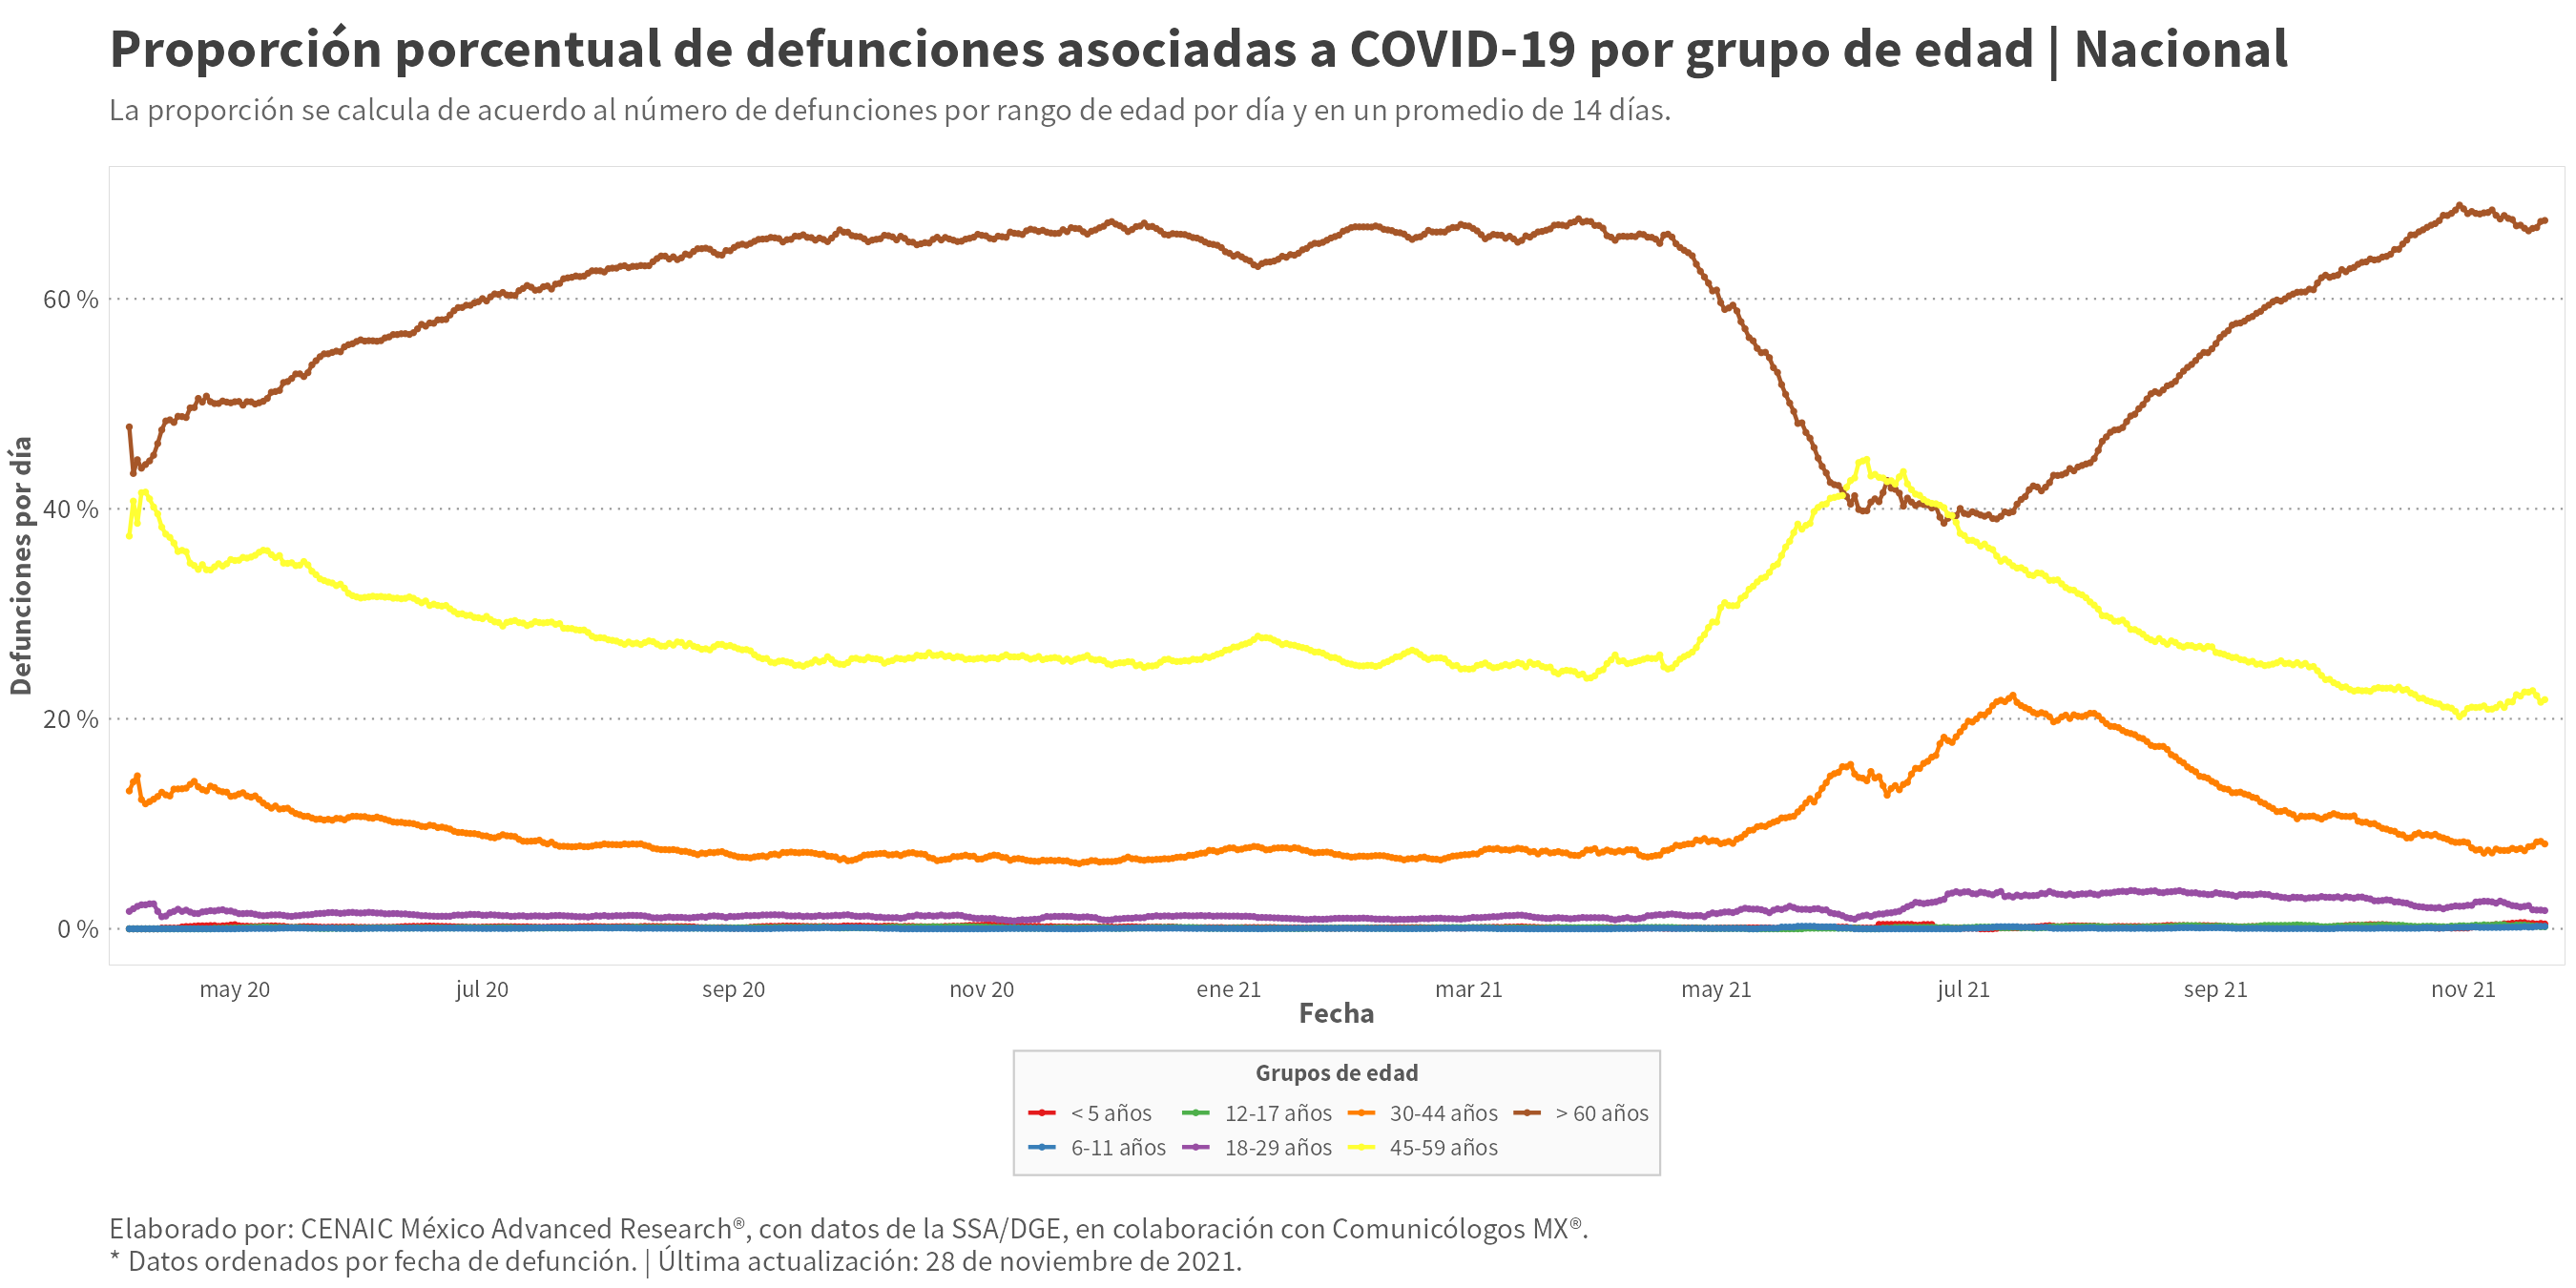 Proporción porcentual de defunciones asociadas a COVID-19 por grupo de edad | Nacional
La proporción se calcula de acuerdo al número de defunciones por rango de edad por día y en un promedio de 14 días.
Defunciones por día
60 %
40 %
20 %
0 %
may 20
jul 20
sep 20
nov 20
ene 21
mar 21
may 21
jul 21
sep 21
nov 21
Fecha
Grupos de edad
< 5 años
12-17 años
30-44 años
> 60 años
6-11 años
18-29 años
45-59 años
Elaborado por: CENAIC México Advanced Research®, con datos de la SSA/DGE, en colaboración con Comunicólogos MX®.
* Datos ordenados por fecha de defunción. | Última actualización: 28 de noviembre de 2021.